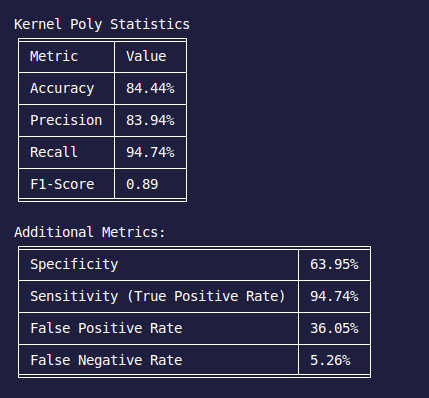 Kernel Poly Statistics
Metric Value
Accuracy 84.44%
Precision 83.94%
Recall 94.74%
F1-Score 0.89
Additional Metrics:
Specificity 63.95%
Sensitivity (True Positive Rate) 94.74%
False Positive Rate 36.05%
False Negative Rate 5.26%